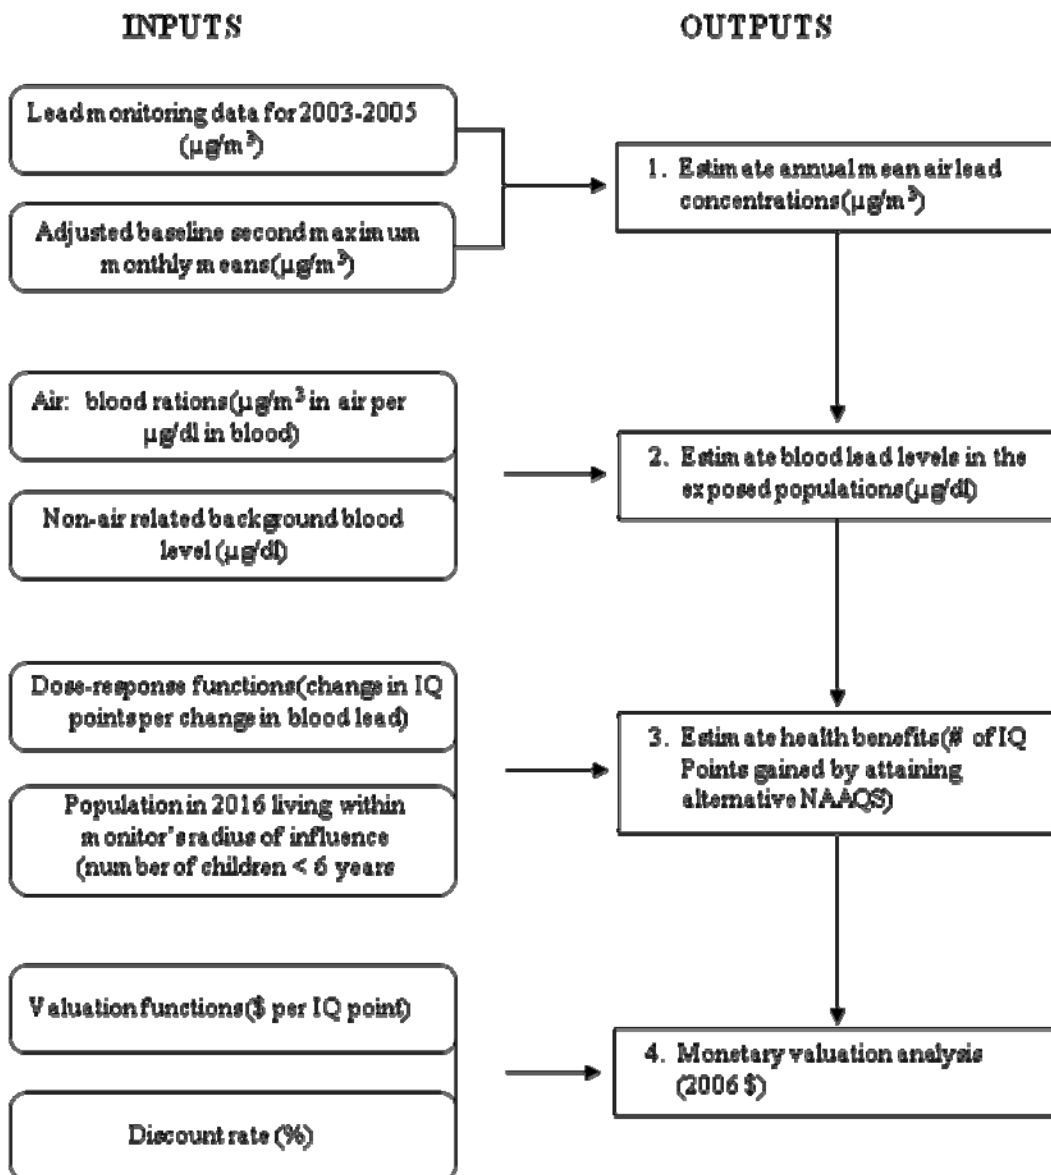 INPUTS
OUTPUTS
Lead monitoring data for 2003-2005
(µg/m³)
Adjusted baseline second maximum
monthly means (µg/m³)
1. Estimate annual mean air lead
concentrations (µg/m³)
Air: blood rations (µg/m³ in air per
µg/dl in blood)
Non-air related background blood
level (µg/dl)
2. Estimate blood lead levels in the
exposed populations (µg/dl)
Dose-response functions (change in IQ
points per change in blood lead)
Population in 2016 living within
monitor's radius of influence
(number of children < 6 years
3. Estimate health benefits (# of IQ
Points gained by attaining
alternative NAAQS)
Valuation functions ($ per IQ point)
Discount rate (%)
4. Monetary valuation analysis
(2006 $)